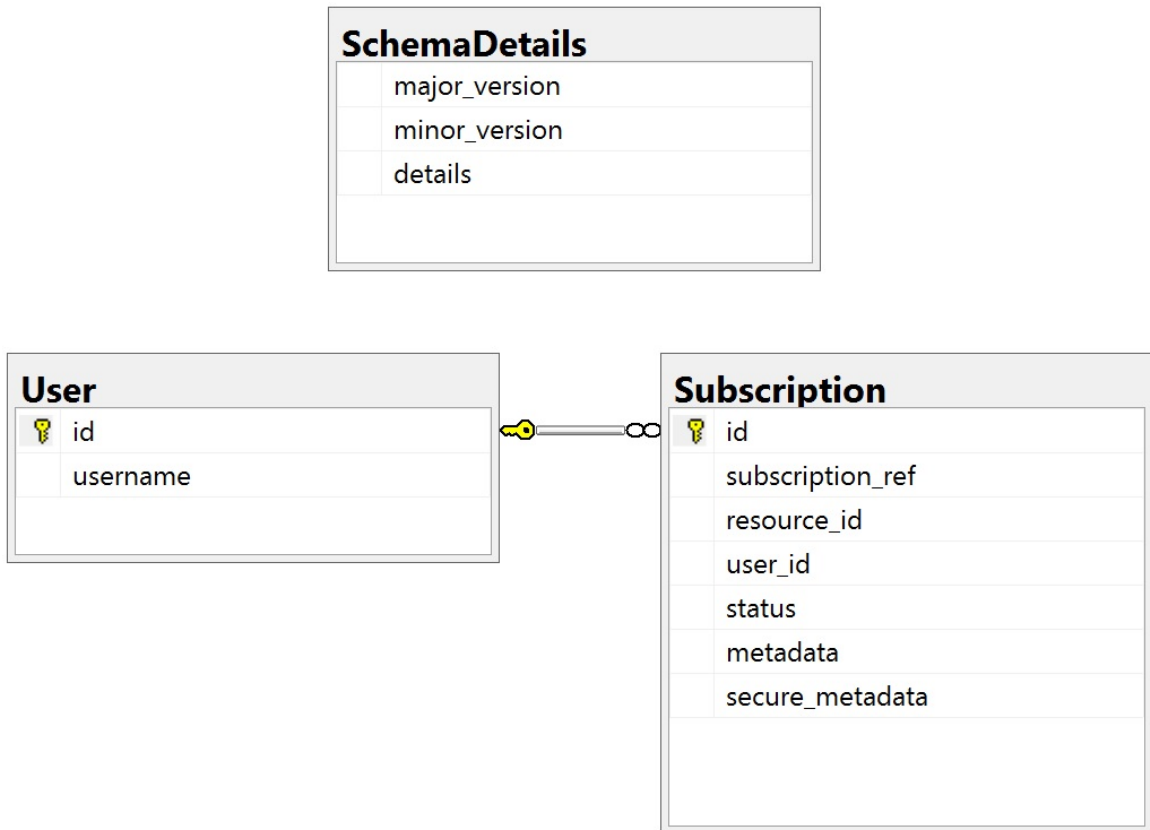 SchemaDetails
major_version
minor_version
details
User
id
username
Subscription
id
subscription_ref
resource_id
user_id
status
metadata
secure_metadata